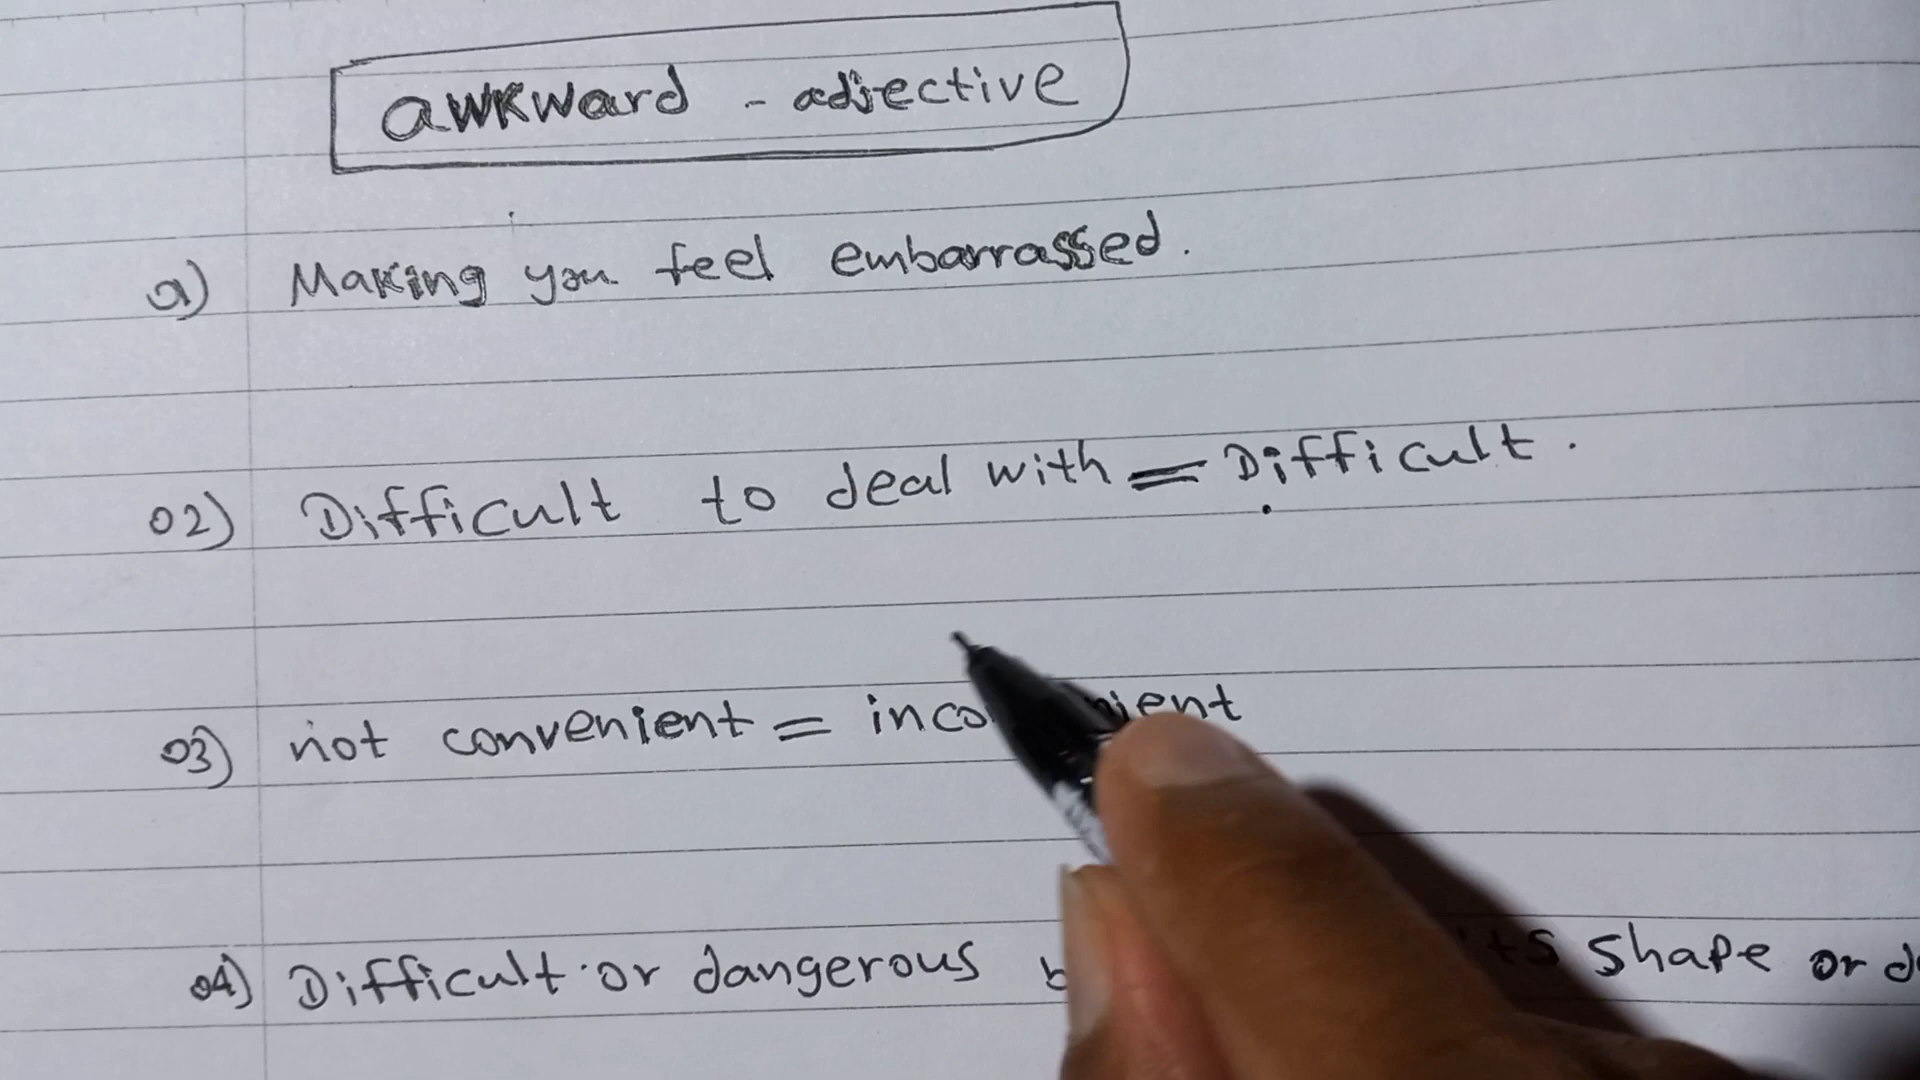 awkward - adjective
a) Making you feel embarrassed.
02) Difficult to deal with = Difficult.
03) not convenient =
04) Difficult or dangerous shape or